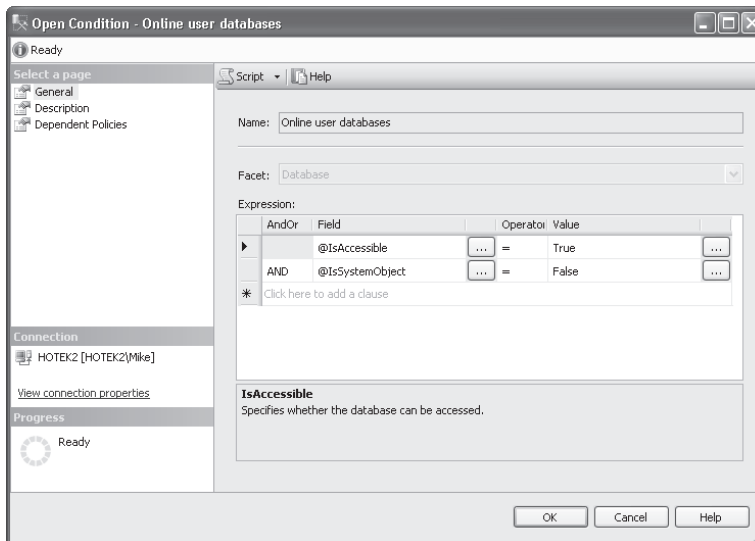 Open Condition - Online user databases
Ready
Select a page
General
Description
Dependent Policies
Script Help
Name: Online user databases
Facet: Database
Expression:
AndOr Field Operator Value
@IsAccessible ... = True ...
AND @IsSystemObject ... = False ...
Click here to add a clause
Connection
HOTEK2 [HOTEK2\Mike]
View connection properties
IsAccessible
Specifies whether the database can be accessed.
Progress
Ready
OK Cancel Help